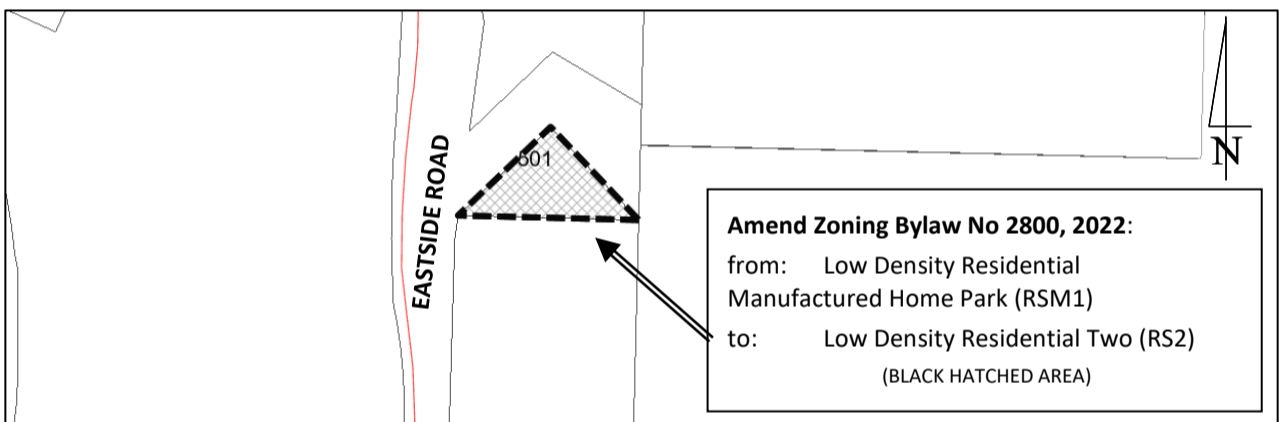 EASTSIDE ROAD
501
N
Amend Zoning Bylaw No 2800, 2022:
from: Low Density Residential
Manufactured Home Park (RSM1)
to: Low Density Residential Two (RS2)
(BLACK HATCHED AREA)